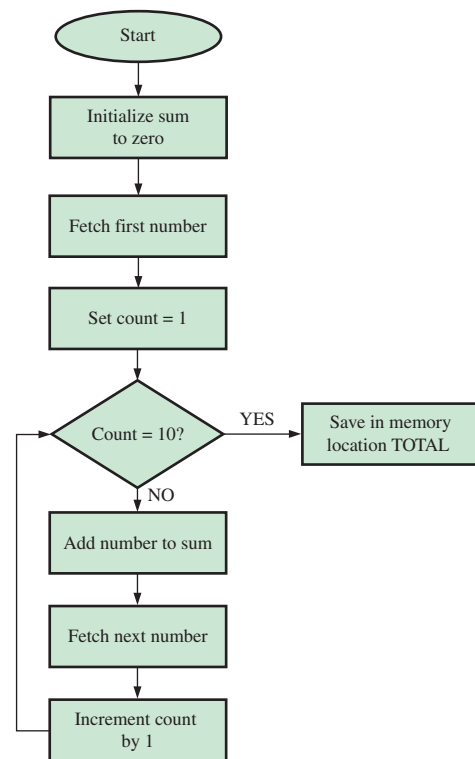 Start
Initialize sum
to zero
Fetch first number
Set count = 1
Count = 10?
YES
Save in memory
location TOTAL
NO
Add number to sum
Fetch next number
Increment count
by 1